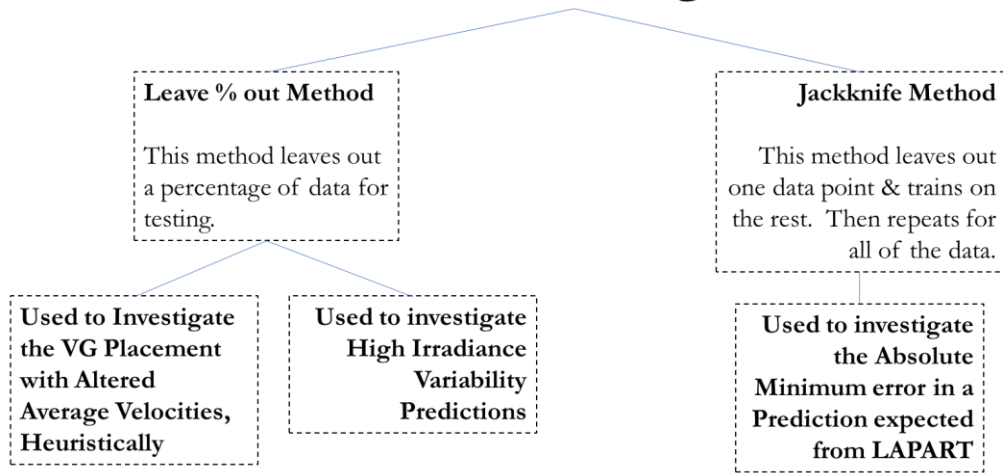 Leave % out Method
This method leaves out
a percentage of data for
testing.
Jackknife Method
This method leaves out
one data point & trains on
the rest. Then repeats for
all of the data.
Used to Investigate
the VG Placement
with Altered
Average Velocities,
Heuristically
Used to investigate
High Irradiance
Variability
Predictions
Used to investigate
the Absolute
Minimum error in a
Prediction expected
from LAPART